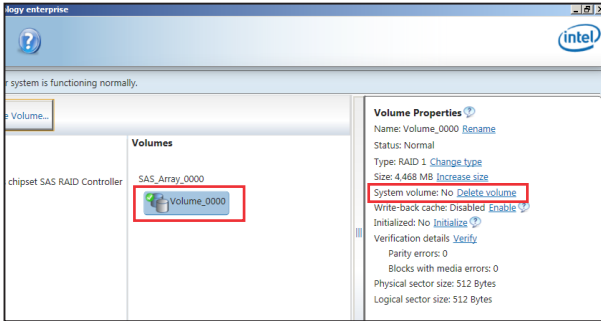 ology enterprise
intel
r system is functioning normally.
e Volume...
Volumes
chipset SAS RAID Controller
SAS_Array_0000
Volume_0000
Volume Properties
Name: Volume_0000 Rename
Status: Normal
Type: RAID 1 Change type
Size: 4,468 MB Increase size
System volume: No Delete volume
Write-back cache: Disabled Enable
Initialized: No Initialize
Verification details Verify
Parity errors: 0
Blocks with media errors: 0
Physical sector size: 512 Bytes
Logical sector size: 512 Bytes